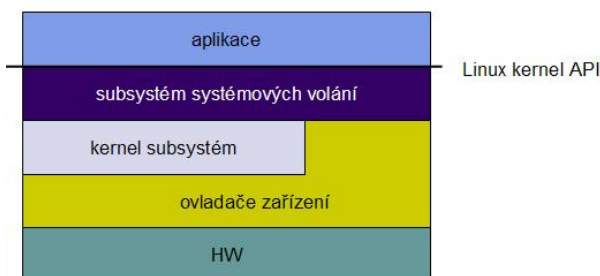 aplikace
Linux kernel API
subsystém systémových volání
kernel subsystém
ovladače zařízení
HW